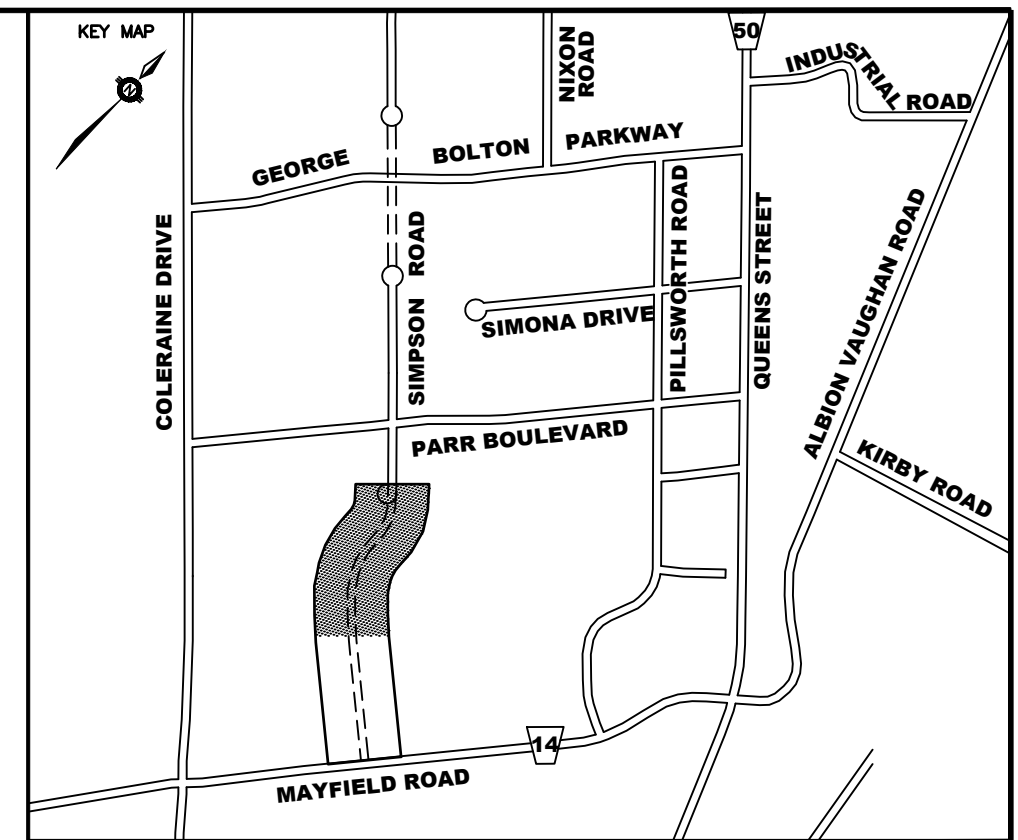 KEY MAP
N
NIXON
ROAD
50
INDUSTRIAL ROAD
GEORGE BOLTON PARKWAY
COLERAINE DRIVE
SIMPSON ROAD
PILLSWORTH ROAD
QUEENS STREET
ALBION VAUGHAN ROAD
SIMONA DRIVE
PARR BOULEVARD
KIRBY ROAD
14
MAYFIELD ROAD